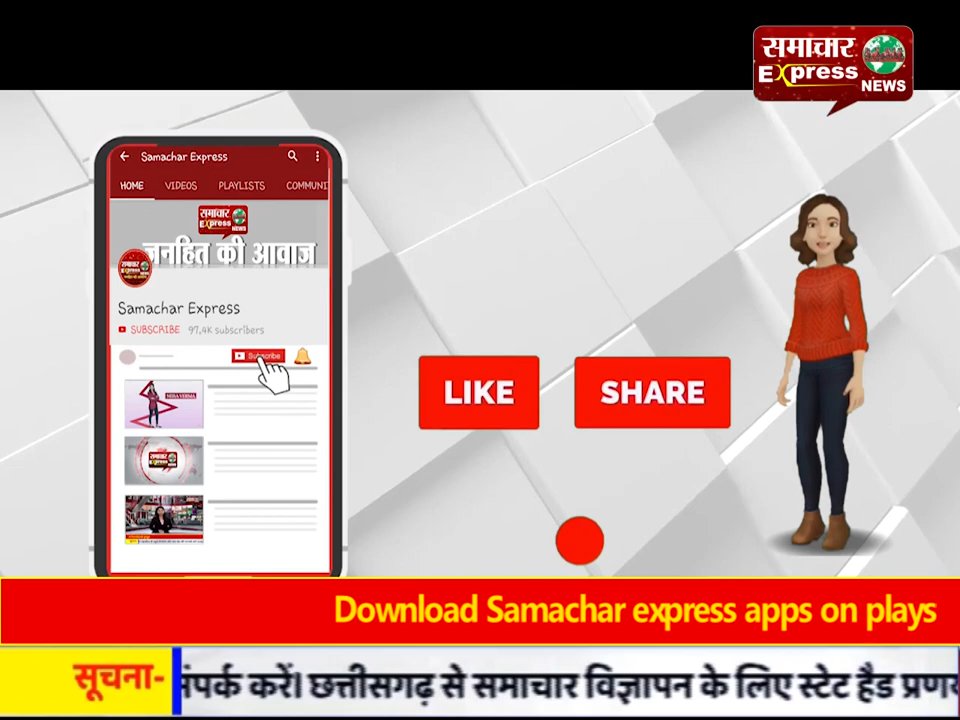 समाचार
Express
NEWS
Samachar Express
HOME VIDEOS PLAYLISTS COMMUNI
समाचार
Express
NEWS
जनहित की आवाज
Samachar Express
SUBSCRIBE 97,4K subscribers
Subscribe
LIKE SHARE
Download Samachar express apps on plays
सूचना- संपर्क करें। छत्तीसगढ़ से समाचार विज्ञापन के लिए स्टेट हैड